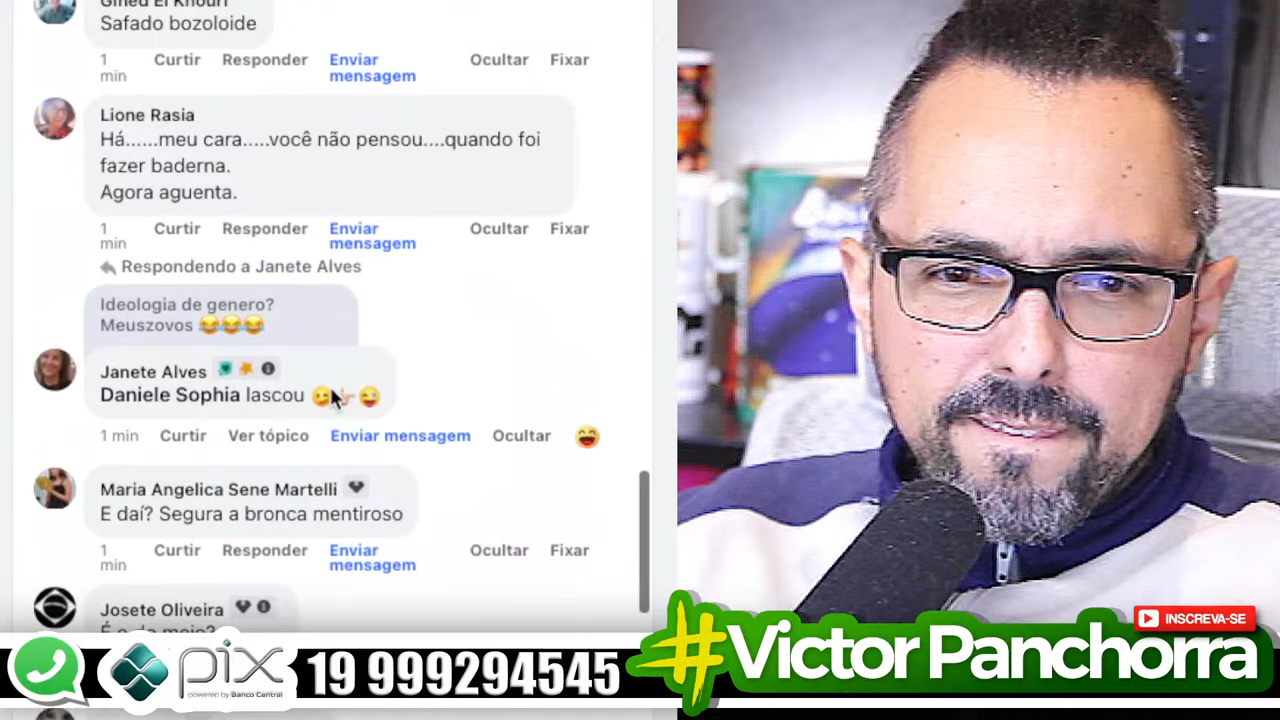 Gined El Khouri
Safado bozoloide
1 min Curtir Responder Enviar mensagem Ocultar Fixar
Lione Rasia
Há......meu cara.....você não pensou....quando foi
fazer baderna.
Agora aguenta.
1 min Curtir Responder Enviar mensagem Ocultar Fixar
Respondendo a Janete Alves
Ideologia de genero?
Meuszovos 😂😂😂
Janete Alves
Daniele Sophia lascou
1 min Curtir Ver tópico Enviar mensagem Ocultar
Maria Angelica Sene Martelli
E daí? Segura a bronca mentiroso
1 min Curtir Responder Enviar mensagem Ocultar Fixar
Josete Oliveira
pix
powered by Banco Central
19 999294545
INSCREVA-SE
#Victor Panchorra